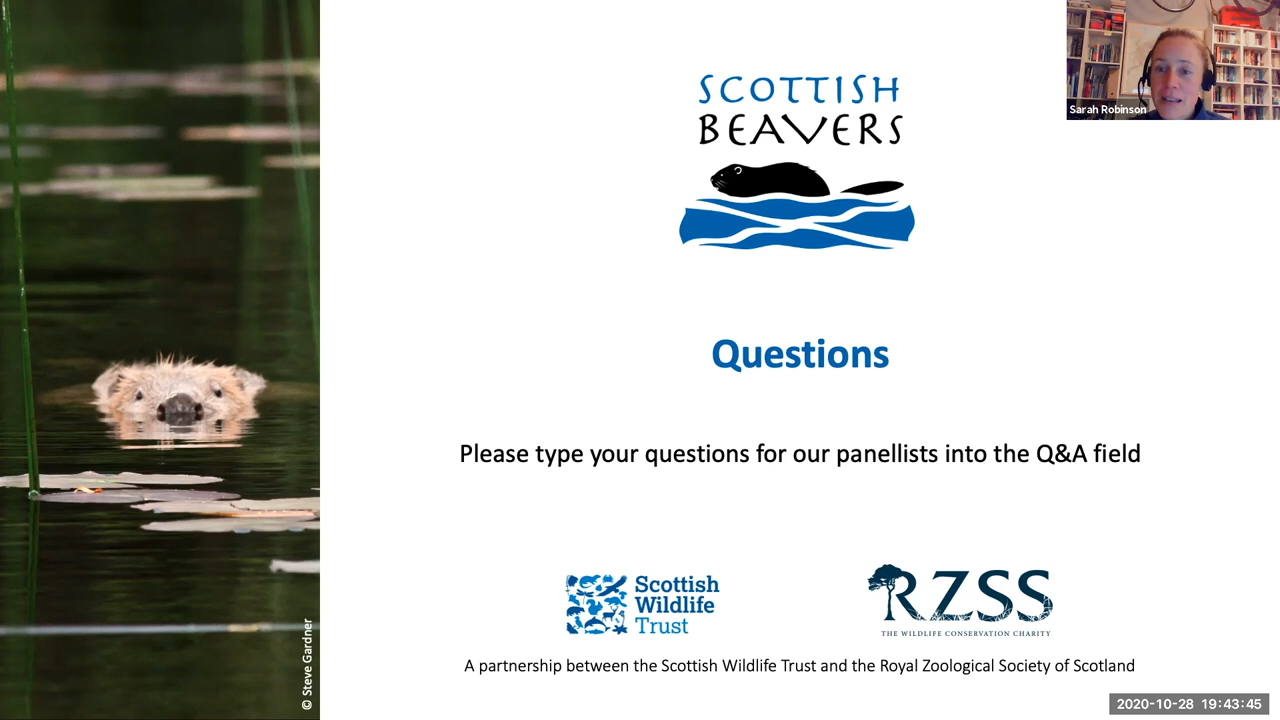 SCOTTISH
BEAVERS
Sarah Robinson
Questions
Please type your questions for our panellists into the Q&A field
Scottish
Wildlife
Trust
RZSS
THE WILDLIFE CONSERVATION CHARITY
A partnership between the Scottish Wildlife Trust and the Royal Zoological Society of Scotland
© Steve Gardner
2020-10-28 19:43:45